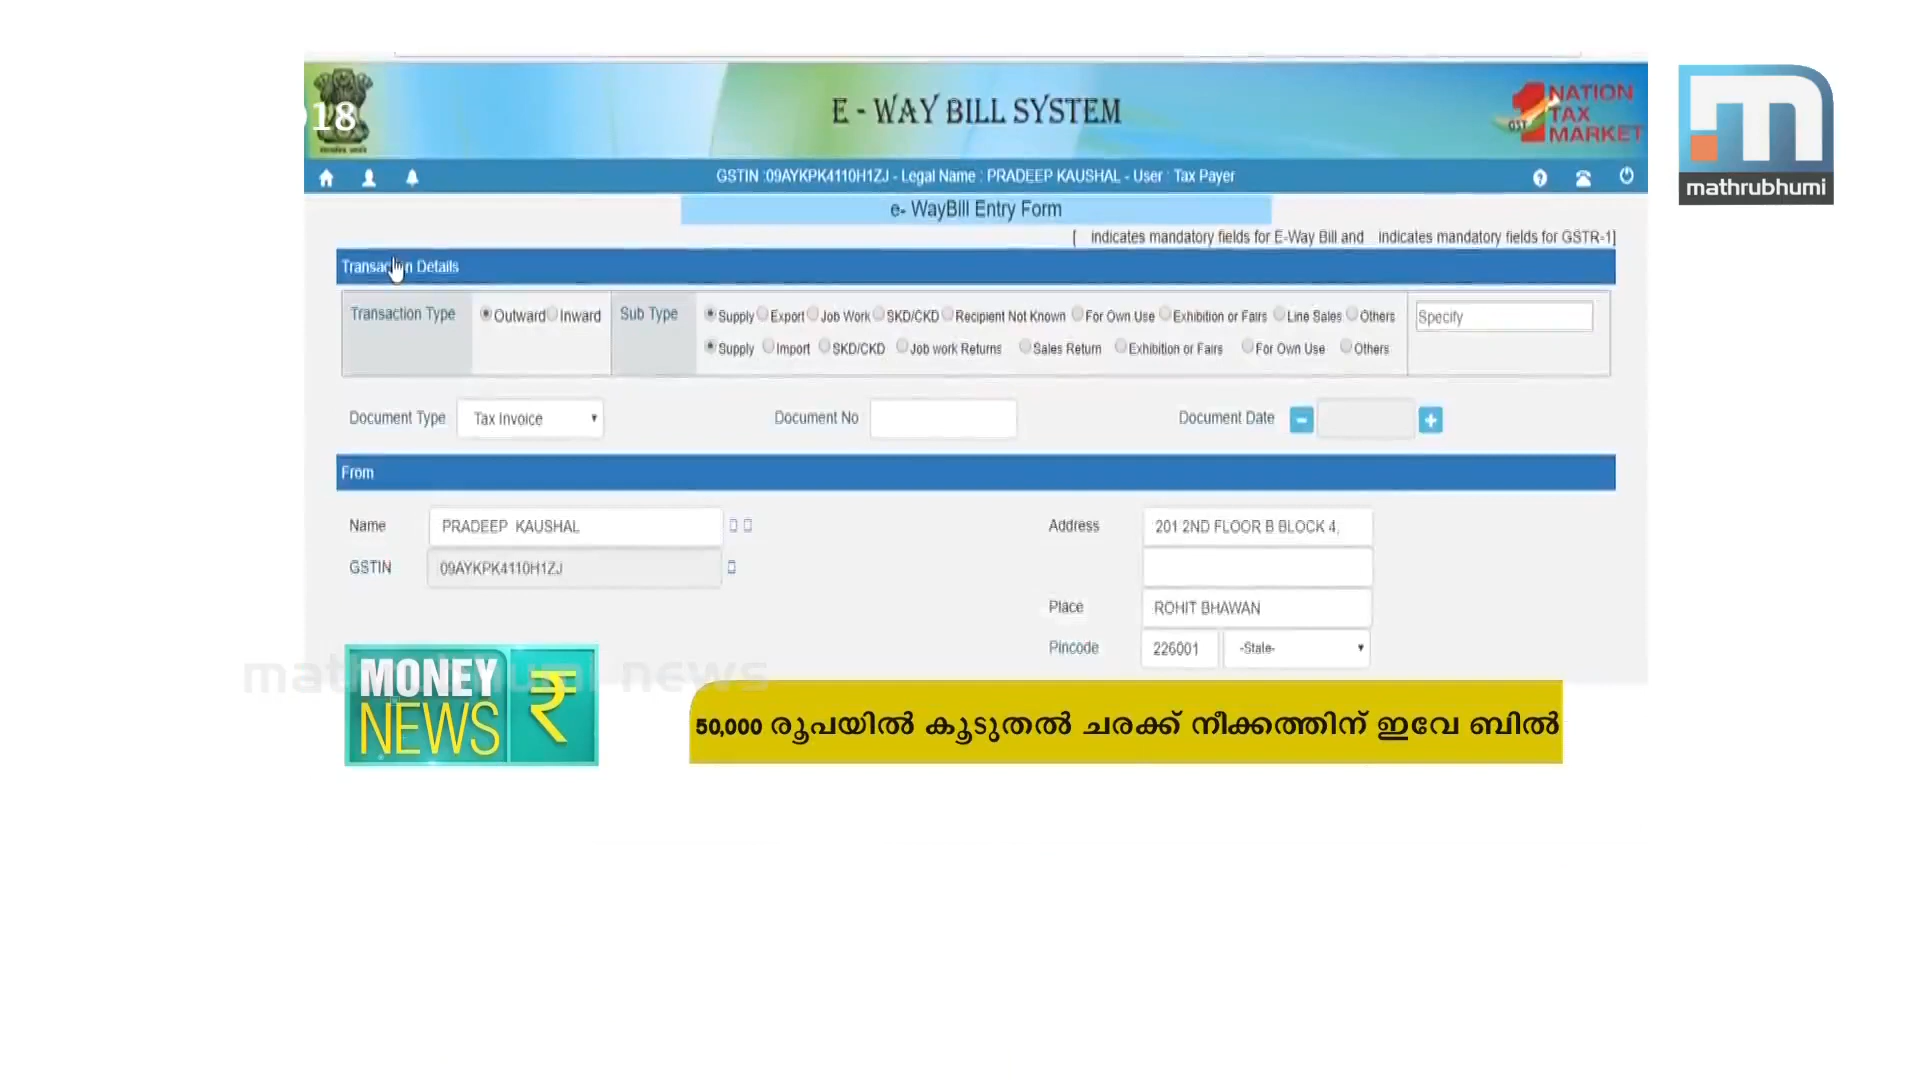 18
E - WAY BILL SYSTEM
NATION
TAX
MARKET
GST
mathrubhumi
GSTIN :09AYKPK4110H1ZJ - Legal Name : PRADEEP KAUSHAL - User : Tax Payer
e- WayBill Entry Form
[ indicates mandatory fields for E-Way Bill and indicates mandatory fields for GSTR-1]
Transaction Details
Transaction Type Outward Inward Sub Type Supply Export Job Work SKD/CKD Recipient Not Known For Own Use Exhibition or Fairs Line Sales Others Specify
Supply Import SKD/CKD Job work Returns Sales Return Exhibition or Fairs For Own Use Others
Document Type Tax Invoice Document No Document Date
From
Name PRADEEP KAUSHAL Address 201 2ND FLOOR B BLOCK 4,
GSTIN 09AYKPK4110H1ZJ
Place ROHIT BHAWAN
Pincode 226001 -State-
mathrubhumi news
MONEY
NEWS ₹
50,000 രൂപയിൽ കൂടുതൽ ചരക്ക് നീക്കത്തിന് ഇവേ ബിൽ